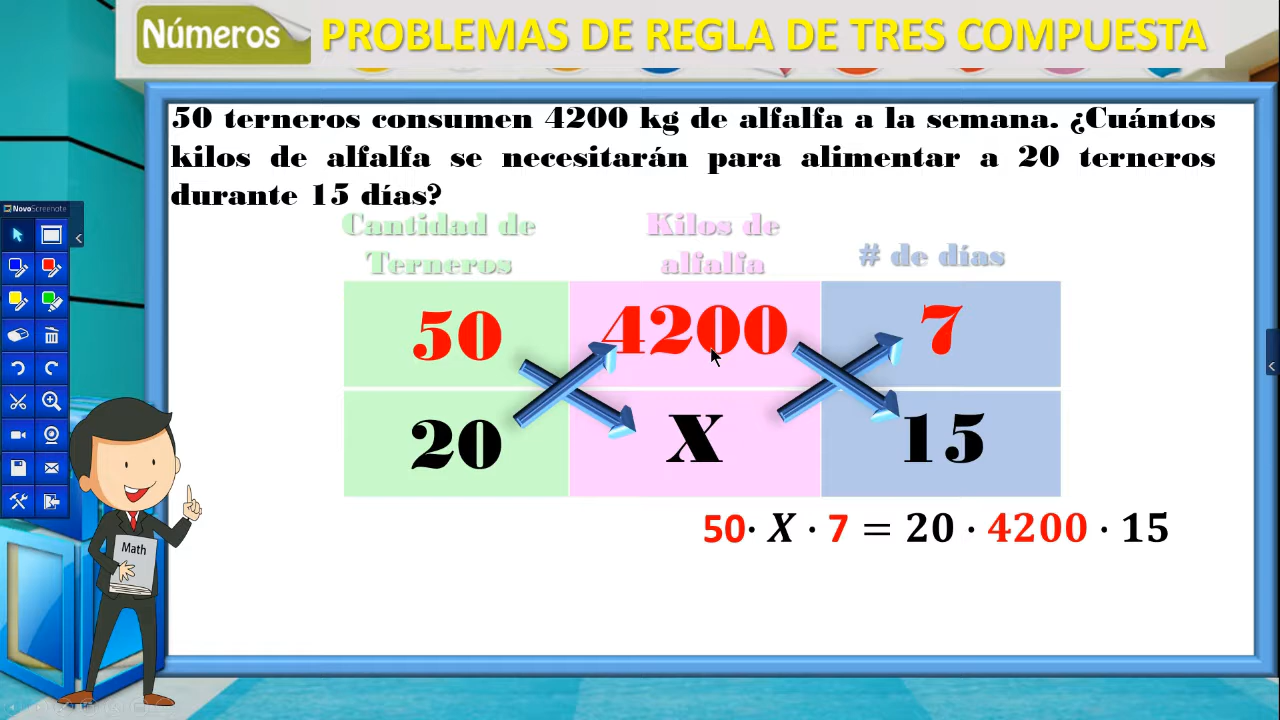 Números
PROBLEMAS DE REGLA DE TRES COMPUESTA
50 terneros consumen 4200 kg de alfalfa a la semana. ¿Cuántos
kilos de alfalfa se necesitarán para alimentar a 20 terneros
durante 15 días?
NovoScreenote
Cantidad de
Terneros
Kilos de
alfalfa
# de días
50 4200 7
20 X 15
50· X · 7 = 20 · 4200 · 15
Math